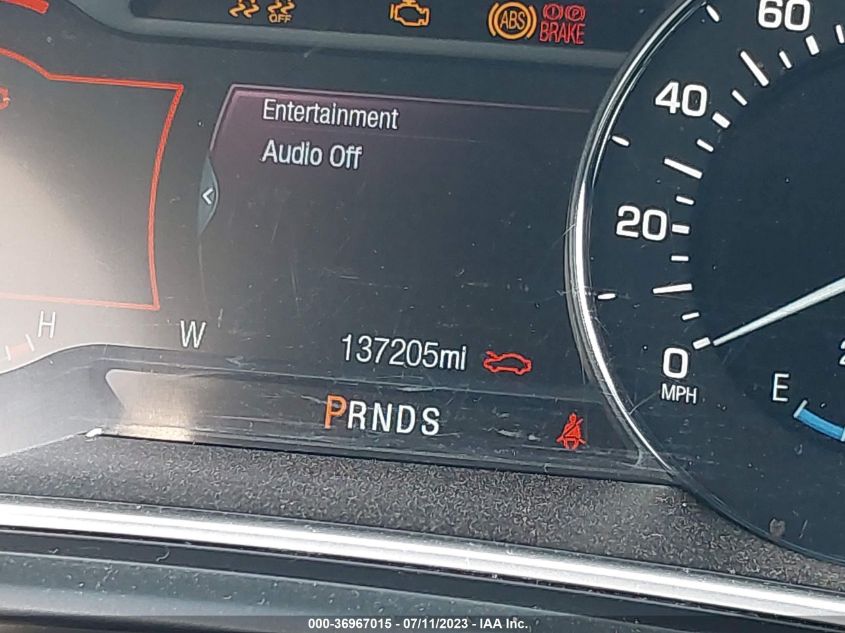 OFF
ABS
BRAKE
Entertainment
Audio Off
60
40
20
0
MPH
H
W
137205mi
E
PRNDS
000-36967015 - 07/11/2023 - IAA Inc.